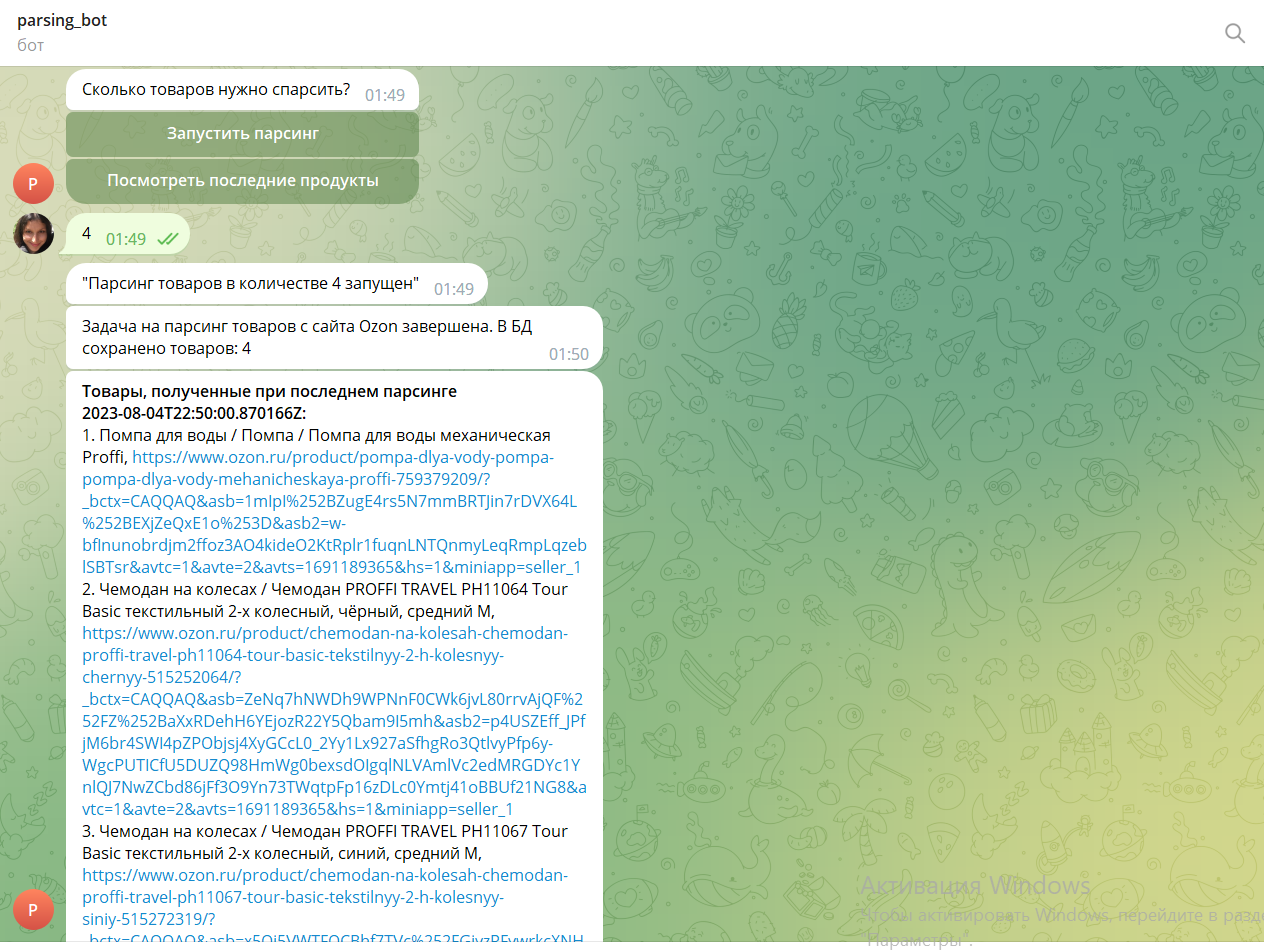 parsing_bot
бот
Сколько товаров нужно спарсить? 01:49
Запустить парсинг
Посмотреть последние продукты
P
4 01:49
"Парсинг товаров в количестве 4 запущен" 01:49
Задача на парсинг товаров с сайта Ozon завершена. В БД
сохранено товаров: 4 01:50
Товары, полученные при последнем парсинге
2023-08-04T22:50:00.870166Z:
1. Помпа для воды / Помпа / Помпа для воды механическая
Proffi, https://www.ozon.ru/product/pompa-dlya-vody-pompa-
pompa-dlya-vody-mehanicheskaya-proffi-759379209/?
_bctx=CAQQAQ&asb=1mIpI%252BZugE4rs5N7mmBRTJin7rDVX64L
%252BEXjZeQxE1o%253D&asb2=w-
bfInunobrdjm2ffoz3AO4kideO2KtRplr1fuqnLNTQnmyLeqRmpLqzeb
lSBTsr&avtc=1&avte=2&avts=1691189365&hs=1&miniapp=seller_1
2. Чемодан на колесах / Чемодан PROFFI TRAVEL PH11064 Tour
Basic текстильный 2-х колесный, чёрный, средний M,
https://www.ozon.ru/product/chemodan-na-kolesah-chemodan-
proffi-travel-ph11064-tour-basic-tekstilnyy-2-h-kolesnyy-
chernyy-515252064/?
_bctx=CAQQAQ&asb=ZeNq7hNWDh9WPNnF0CWk6jvL80rrvAjQF%
252FZ%252BaXxRDehH6YEjozR22Y5Qbam9I5mh&asb2=p4USZEff_JPf
jM6br4SWI4pZPObjsj4XyGCcL0_2Yy1Lx927aSfhgRo3QtlvyPfp6y-
WgcPUTICfU5DUZQ98HmWg0bexsdOIgqlNLVAmlVc2edMRGDYc1Y
nlQJ7NwZCbd86jFf3O9Yn73TWqtpFp16zDLc0Ymtj41oBBUf21NG8&a
vtc=1&avte=2&avts=1691189365&hs=1&miniapp=seller_1
3. Чемодан на колесах / Чемодан PROFFI TRAVEL PH11067 Tour
Basic текстильный 2-х колесный, синий, средний M,
https://www.ozon.ru/product/chemodan-na-kolesah-chemodan-
proffi-travel-ph11067-tour-basic-tekstilnyy-2-h-kolesnyy-
siniy-515272319/?
P
Активация Windows
Чтобы активировать Windows, перейдите в разде
"Параметры".